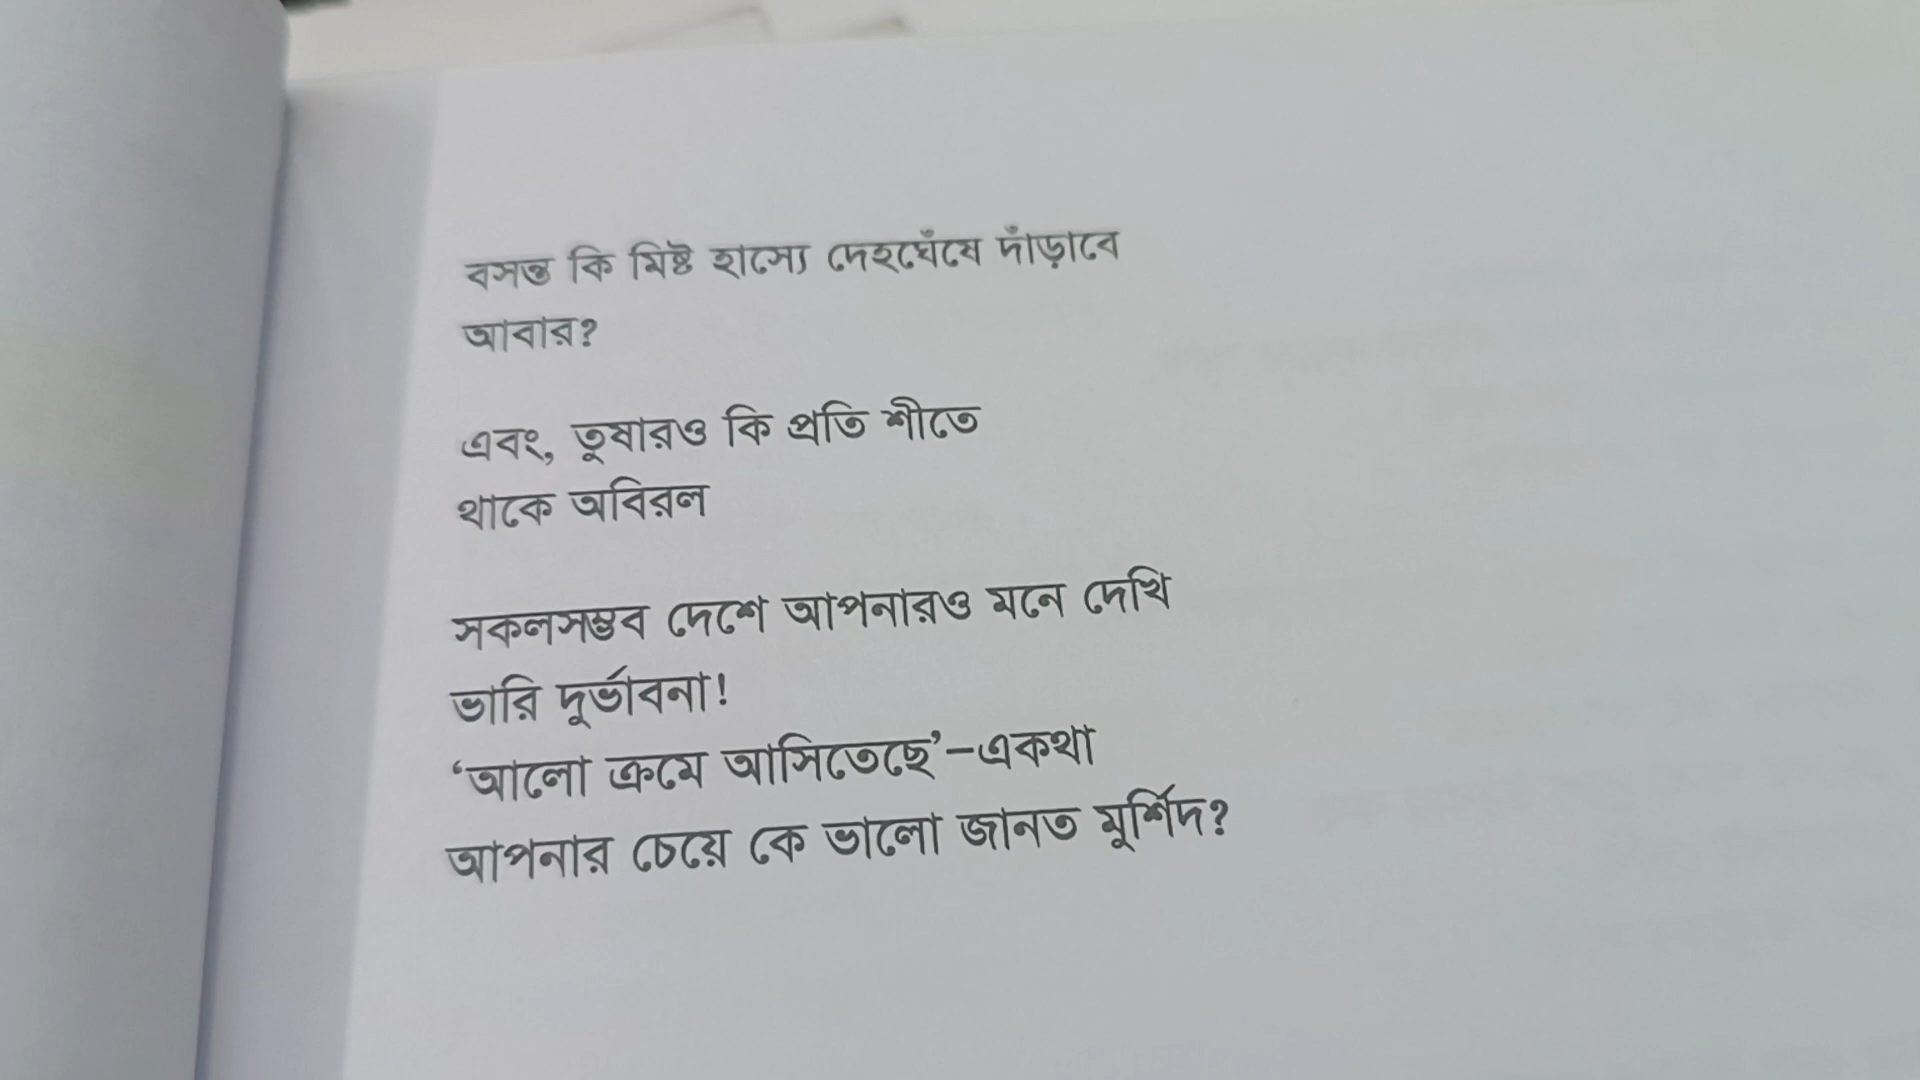 বসন্ত কি মিষ্ট হাস্যে দেহঘেঁষে দাঁড়াবে
আবার?
এবং, তুষারও কি প্রতি শীতে
থাকে অবিরল
সকলসম্ভব দেশে আপনারও মনে দেখি
ভারি দুর্ভাবনা!
‘আলো ক্রমে আসিতেছে’–একথা
আপনার চেয়ে কে ভালো জানত মুর্শিদ?